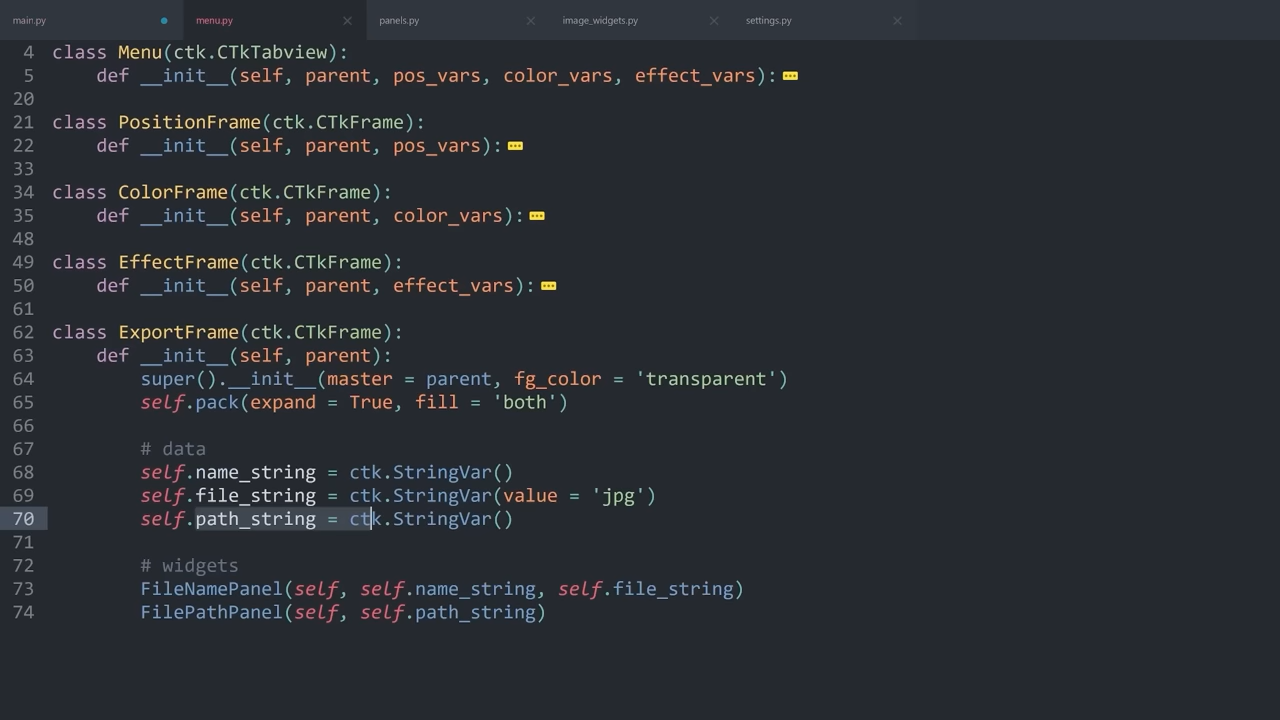 main.py menu.py panels.py image_widgets.py settings.py
4 class Menu(ctk.CTkTabview):
5 def __init__(self, parent, pos_vars, color_vars, effect_vars):
20
21 class PositionFrame(ctk.CTkFrame):
22 def __init__(self, parent, pos_vars):
33
34 class ColorFrame(ctk.CTkFrame):
35 def __init__(self, parent, color_vars):
48
49 class EffectFrame(ctk.CTkFrame):
50 def __init__(self, parent, effect_vars):
61
62 class ExportFrame(ctk.CTkFrame):
63 def __init__(self, parent):
64 super().__init__(master = parent, fg_color = 'transparent')
65 self.pack(expand = True, fill = 'both')
66
67 # data
68 self.name_string = ctk.StringVar()
69 self.file_string = ctk.StringVar(value = 'jpg')
70 self.path_string = ctk.StringVar()
71
72 # widgets
73 FileNamePanel(self, self.name_string, self.file_string)
74 FilePathPanel(self, self.path_string)